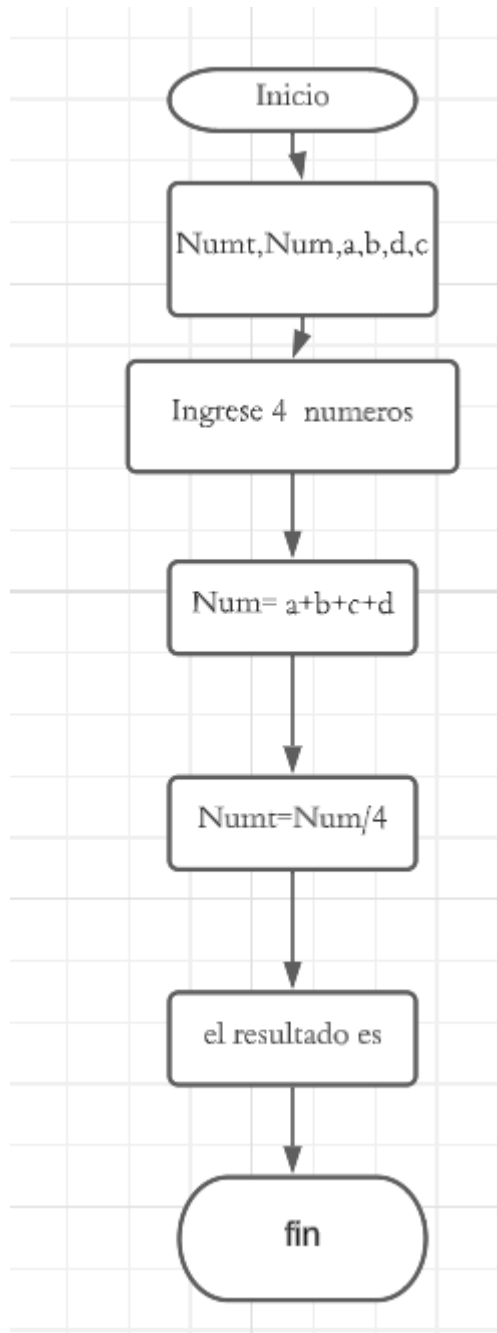 Inicio
Numt,Num,a,b,d,c
Ingrese 4 numeros
Num= a+b+c+d
Numt=Num/4
el resultado es
fin